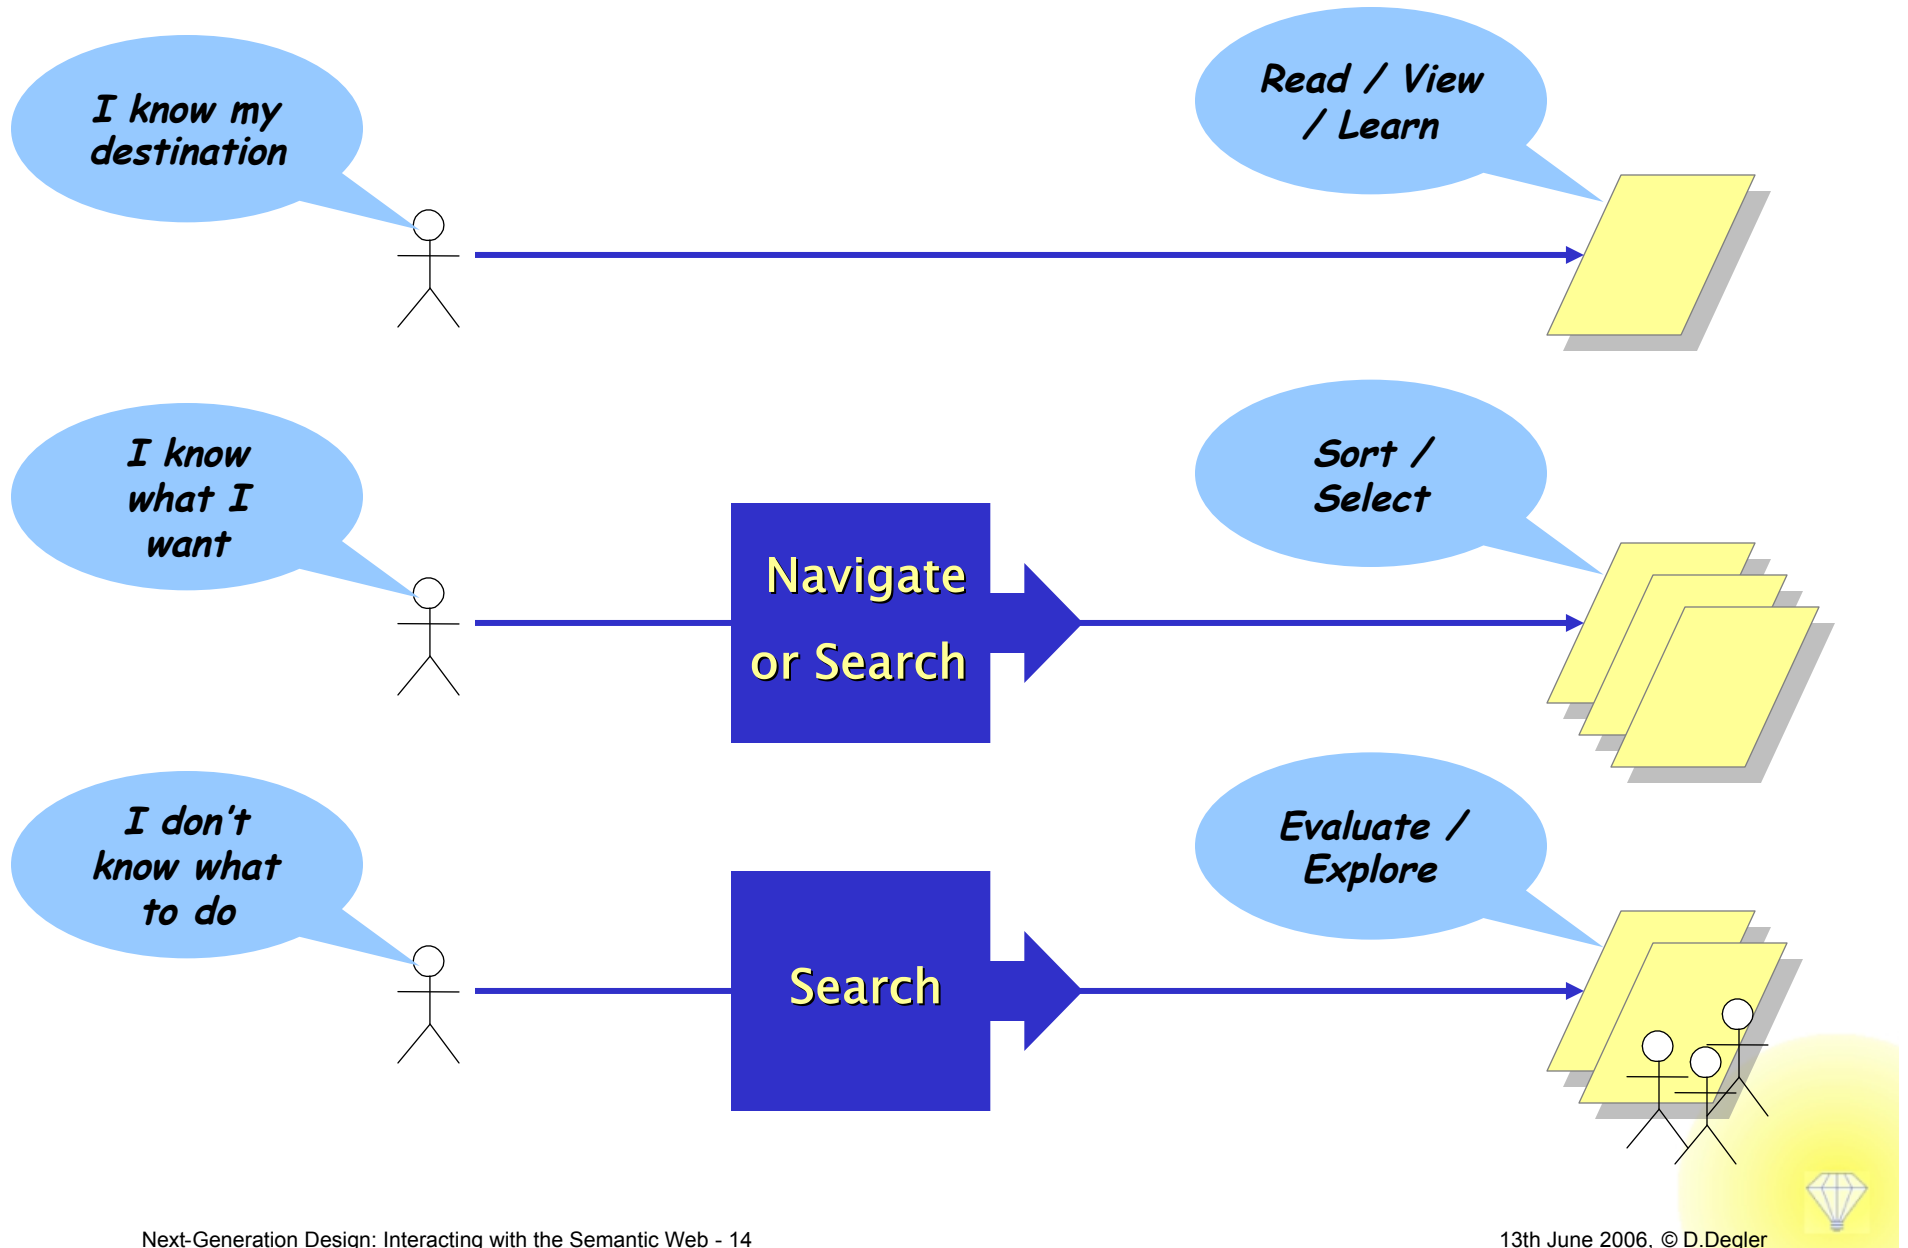 I know my
destination
Read / View
/ Learn
I know
what I
want
Navigate
or Search
Sort /
Select
I don't
know what
to do
Search
Evaluate /
Explore
Next-Generation Design: Interacting with the Semantic Web - 14
13th June 2006, © D.Degler